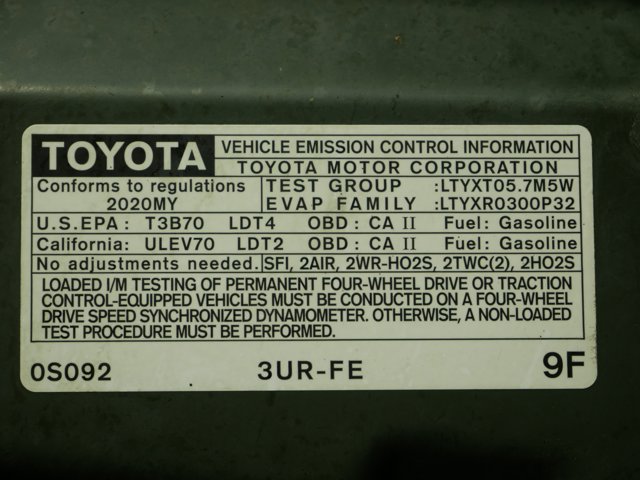 TOYOTA VEHICLE EMISSION CONTROL INFORMATION
TOYOTA MOTOR CORPORATION
Conforms to regulations
2020MY
TEST GROUP :LTYXT05.7M5W
EVAP FAMILY :LTYXR0300P32
U.S.EPA: T3B70 LDT4 OBD: CA II Fuel: Gasoline
California: ULEV70 LDT2 OBD: CA II Fuel: Gasoline
No adjustments needed. SFI, 2AIR, 2WR-HO2S, 2TWC(2), 2HO2S
LOADED I/M TESTING OF PERMANENT FOUR-WHEEL DRIVE OR TRACTION
CONTROL-EQUIPPED VEHICLES MUST BE CONDUCTED ON A FOUR-WHEEL
DRIVE SPEED SYNCHRONIZED DYNAMOMETER. OTHERWISE, A NON-LOADED
TEST PROCEDURE MUST BE PERFORMED.
0S092 3UR-FE 9F